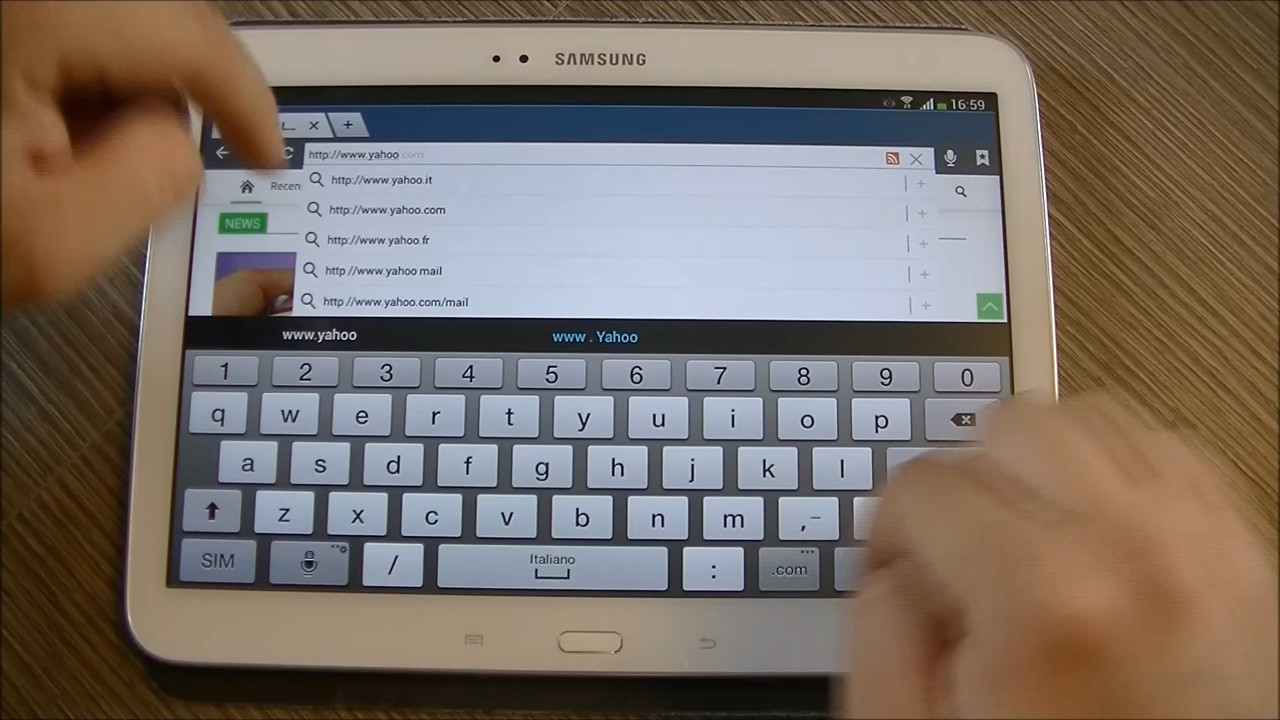 SAMSUNG
16:59
L... × +
http://www.yahoo.com
Recen
http://www.yahoo.it
http://www.yahoo.com
NEWS
http://www.yahoo.fr
http://www.yahoo mail
http://www.yahoo.com/mail
www.yahoo www . Yahoo
1 2 3 4 5 6 7 8 9 0
q w e r t y u i o p
a s d f g h j k l
z x c v b n m ,-
SIM / Italiano : .com